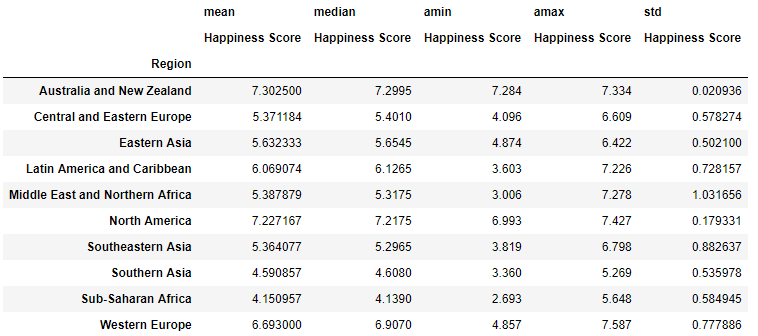 mean median amin amax std
Happiness Score Happiness Score Happiness Score Happiness Score Happiness Score
Region
Australia and New Zealand 7.302500 7.2995 7.284 7.334 0.020936
Central and Eastern Europe 5.371184 5.4010 4.096 6.609 0.578274
Eastern Asia 5.632333 5.6545 4.874 6.422 0.502100
Latin America and Caribbean 6.069074 6.1265 3.603 7.226 0.728157
Middle East and Northern Africa 5.387879 5.3175 3.006 7.278 1.031656
North America 7.227167 7.2175 6.993 7.427 0.179331
Southeastern Asia 5.364077 5.2965 3.819 6.798 0.882637
Southern Asia 4.590857 4.6080 3.360 5.269 0.535978
Sub-Saharan Africa 4.150957 4.1390 2.693 5.648 0.584945
Western Europe 6.693000 6.9070 4.857 7.587 0.777886